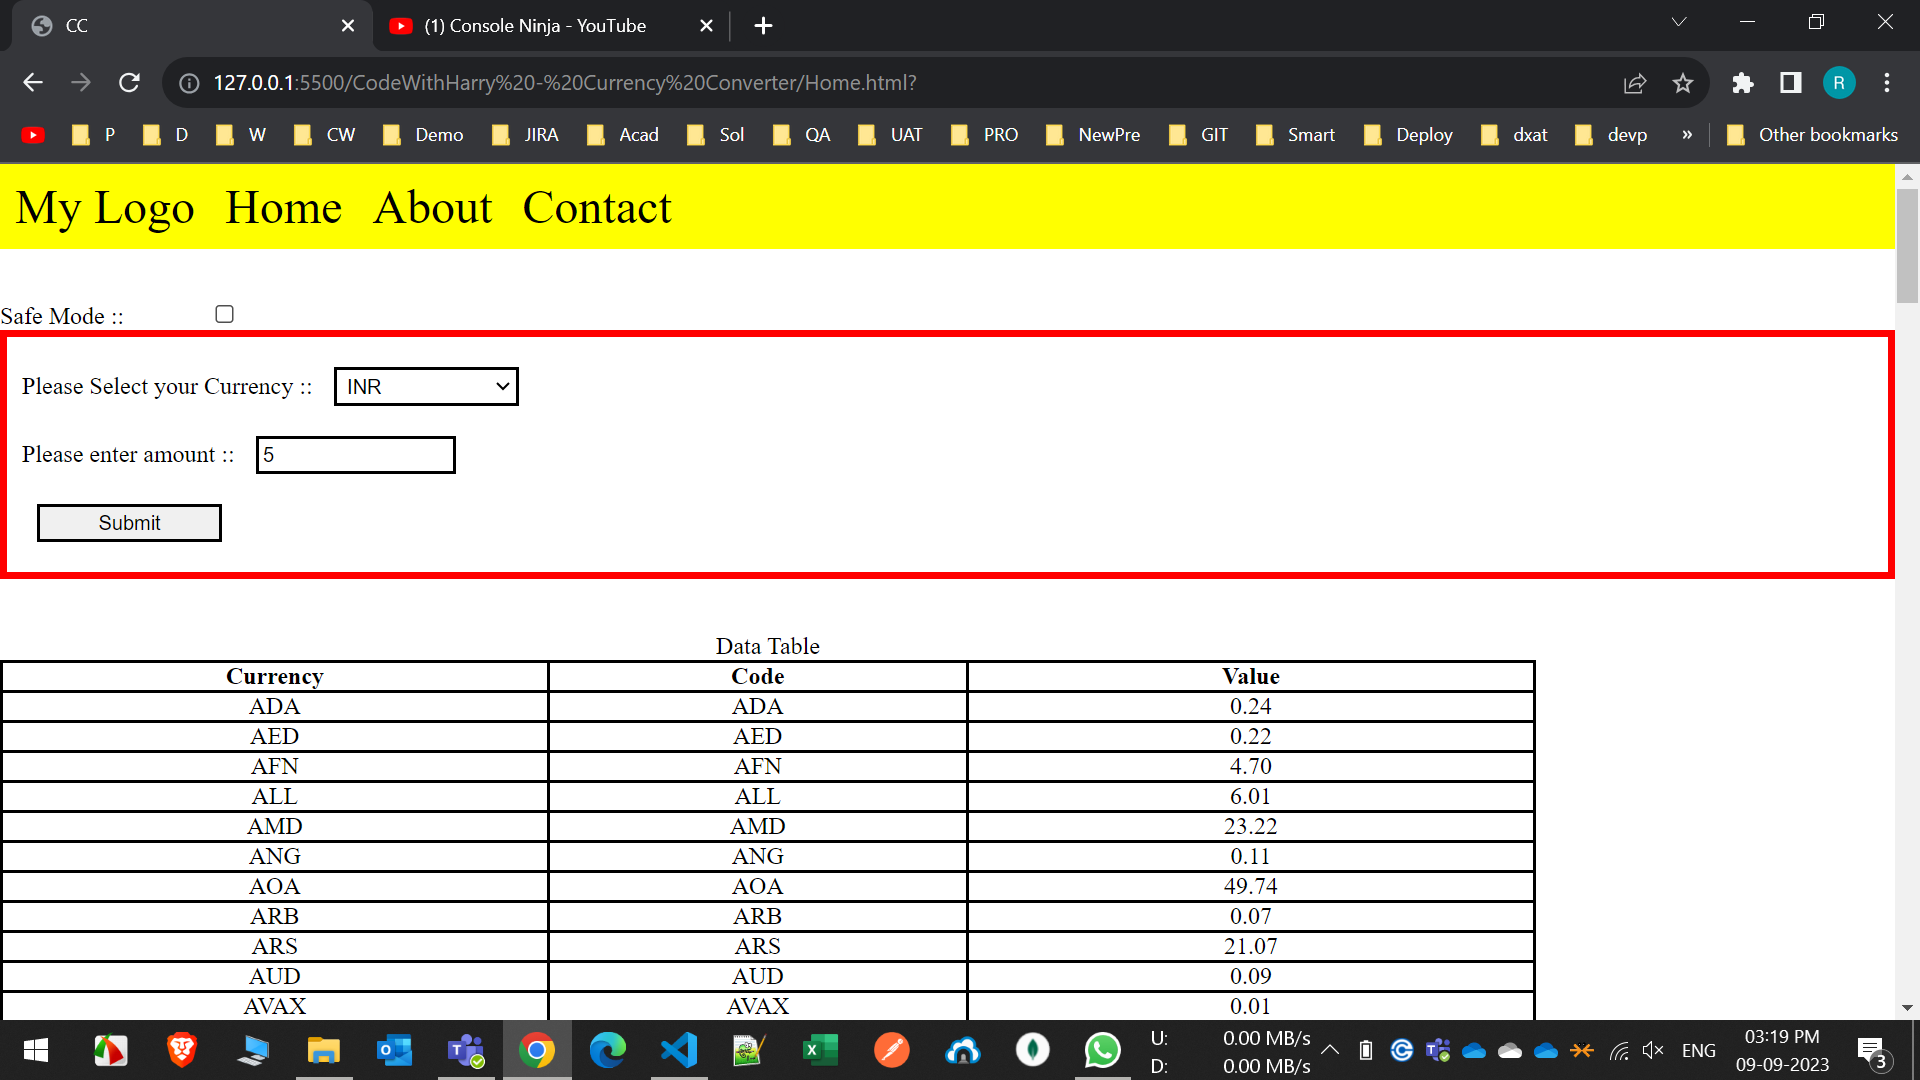 CC
(1) Console Ninja - YouTube
127.0.0.1:5500/CodeWithHarry%20-%20Currency%20Converter/Home.html?
R
P D W CW Demo JIRA Acad Sol QA UAT PRO NewPre GIT Smart Deploy dxat devp » Other bookmarks
My Logo Home About Contact
Safe Mode ::
Please Select your Currency :: INR
Please enter amount :: 5
Submit
Data Table
Currency Code Value
ADA ADA 0.24
AED AED 0.22
AFN AFN 4.70
ALL ALL 6.01
AMD AMD 23.22
ANG ANG 0.11
AOA AOA 49.74
ARB ARB 0.07
ARS ARS 21.07
AUD AUD 0.09
AVAX AVAX 0.01
U: 0.00 MB/s
D: 0.00 MB/s
ENG
03:19 PM
09-09-2023
3